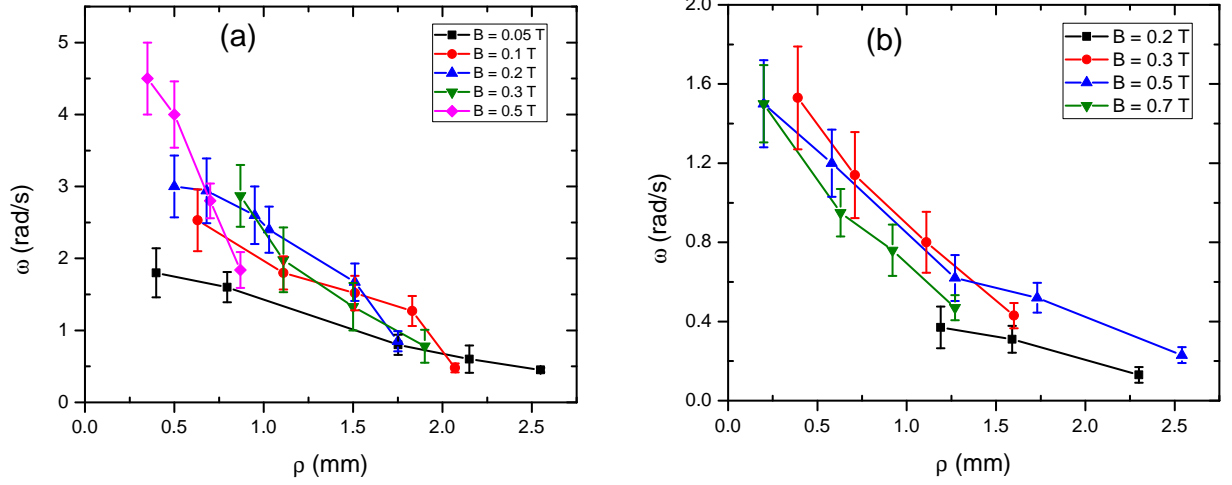 (a)
B = 0.05 T
B = 0.1 T
B = 0.2 T
B = 0.3 T
B = 0.5 T
5
4
3
2
1
0
0.0 0.5 1.0 1.5 2.0 2.5
ω (rad/s)
ρ (mm)
(b)
B = 0.2 T
B = 0.3 T
B = 0.5 T
B = 0.7 T
2.0
1.6
1.2
0.8
0.4
0.0
0.0 0.5 1.0 1.5 2.0 2.5
ω (rad/s)
ρ (mm)